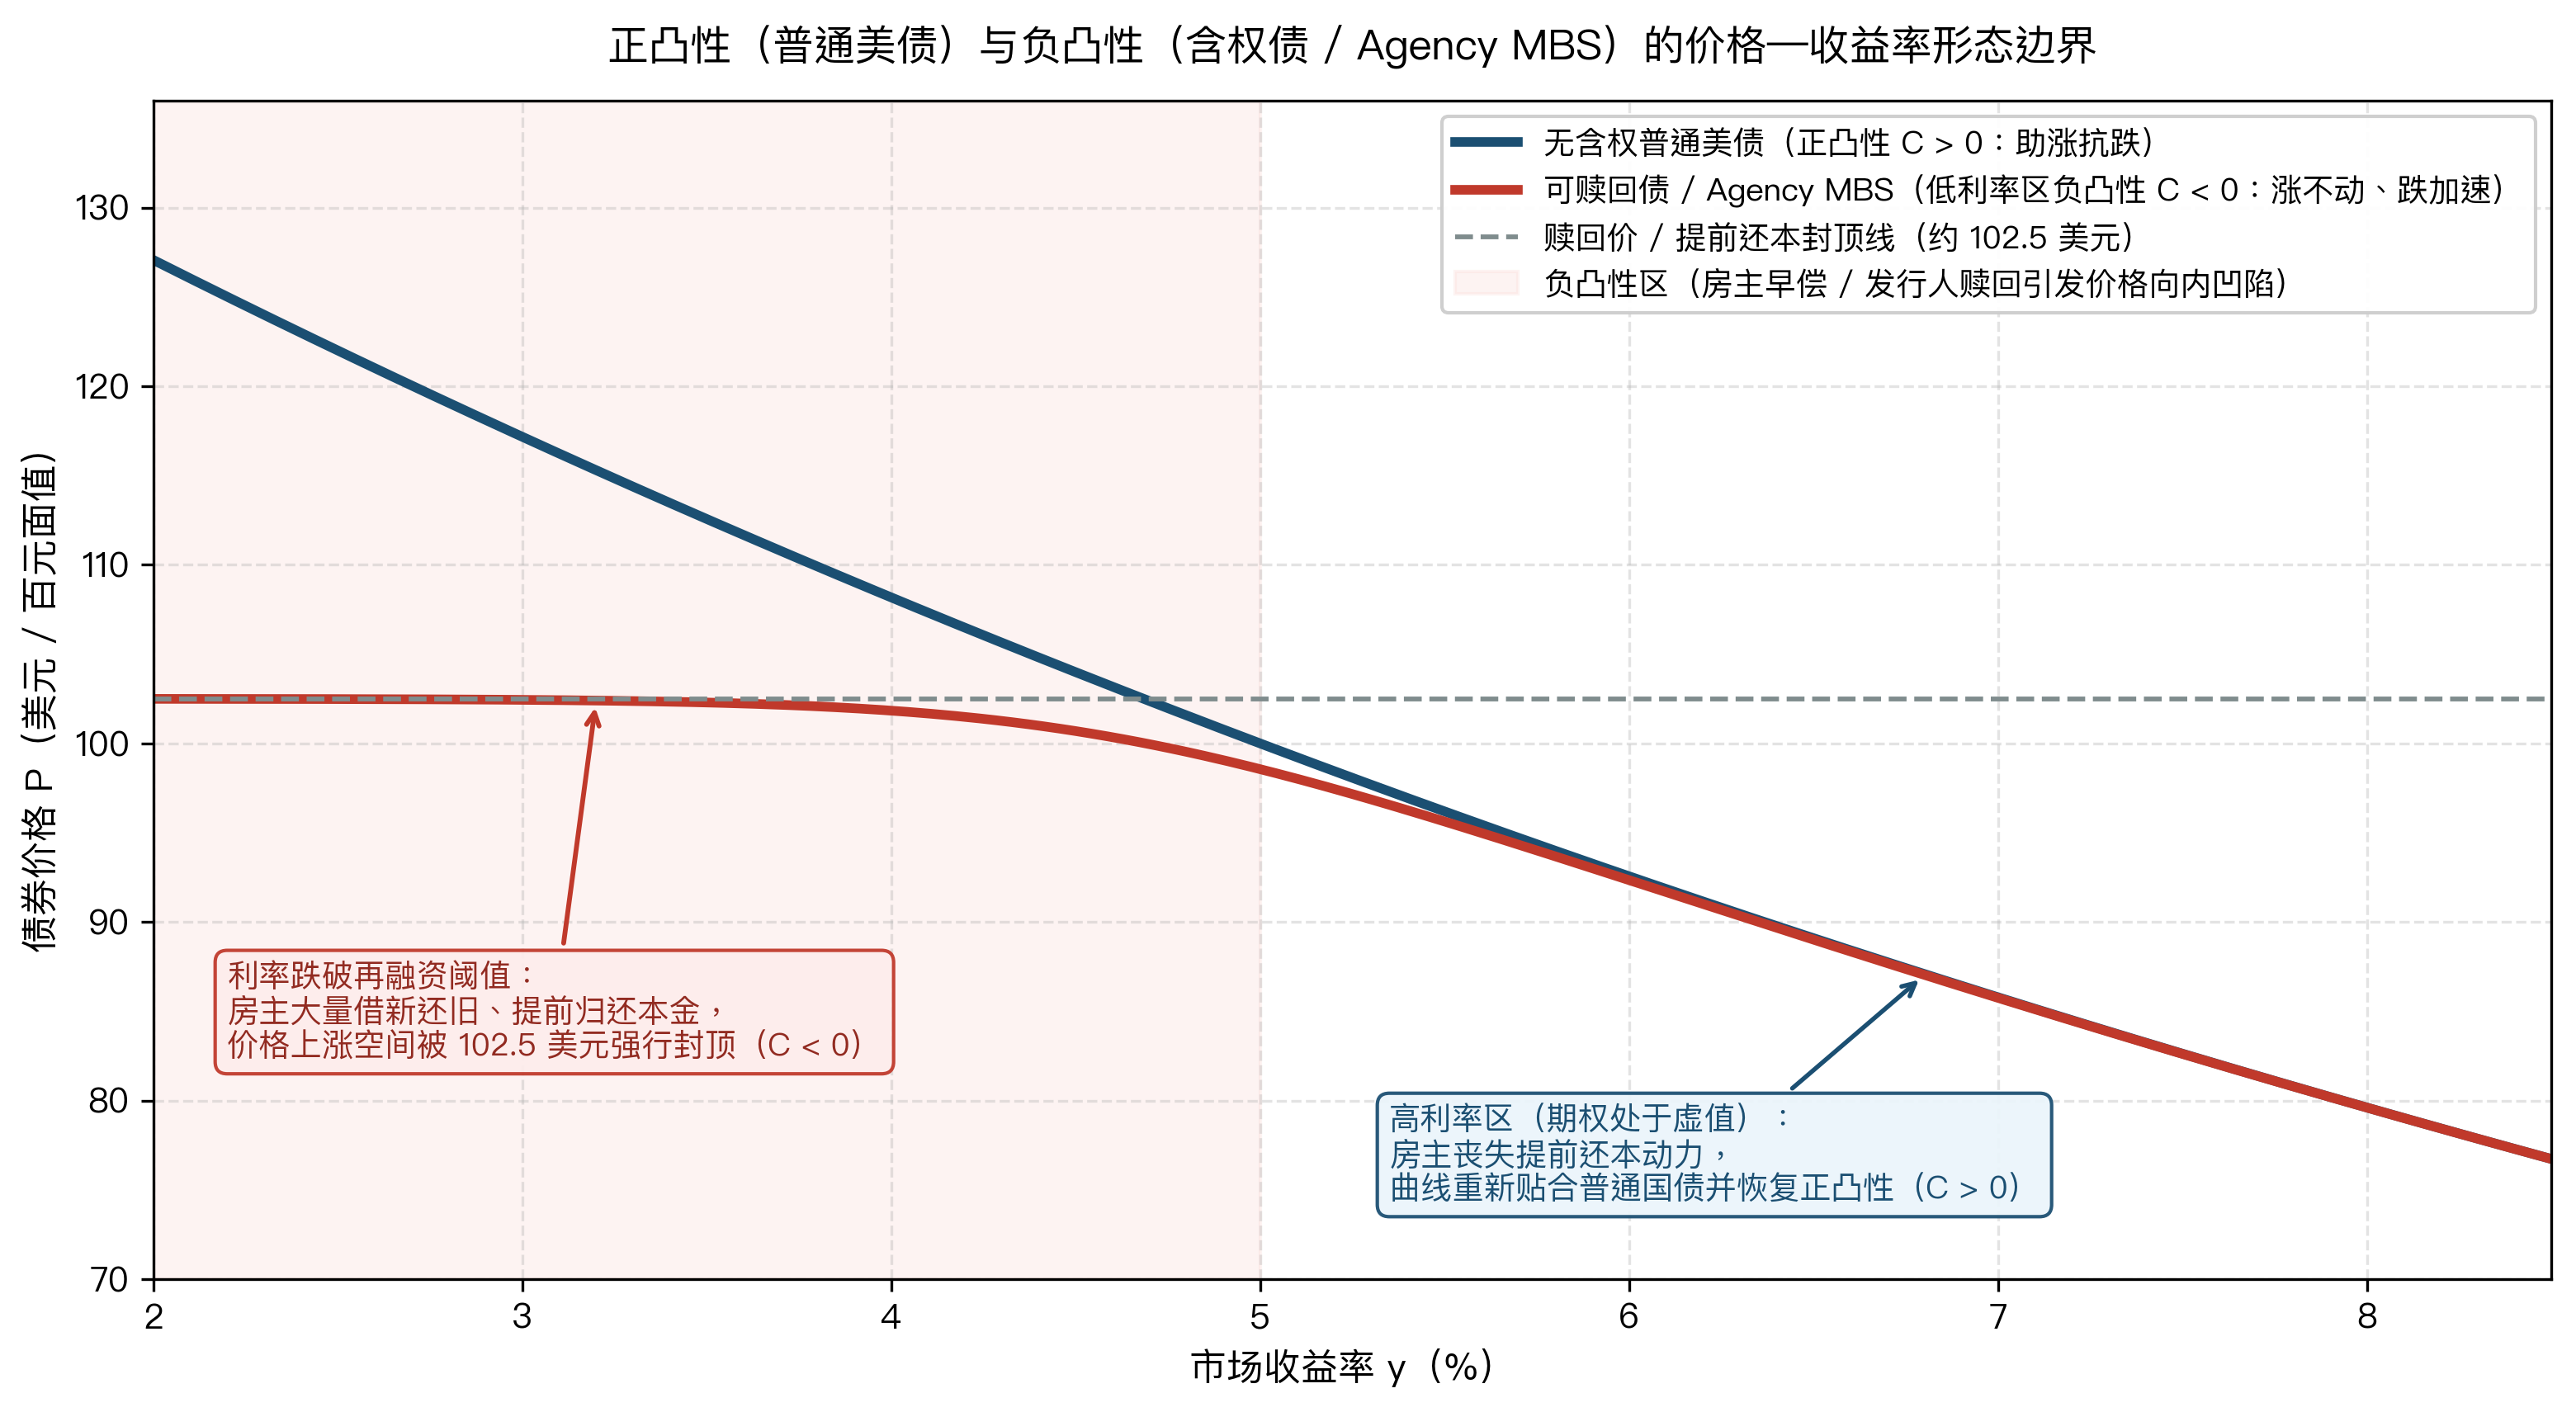 正凸性（普通美债）与负凸性（含权债 / Agency MBS）的价格—收益率形态边界
无含权普通美债（正凸性 C > 0：助涨抗跌）
可赎回债 / Agency MBS（低利率区负凸性 C < 0：涨不动、跌加速）
赎回价 / 提前还本封顶线（约 102.5 美元）
负凸性区（房主早偿 / 发行人赎回引发价格向内凹陷）
债券价格 P（美元 / 百元面值）
130
120
110
100
90
80
70
利率跌破再融资阈值：
房主大量借新还旧、提前归还本金，
价格上涨空间被 102.5 美元强行封顶（C < 0）
高利率区（期权处于虚值）：
房主丧失提前还本动力，
曲线重新贴合普通国债并恢复正凸性（C > 0）
2 3 4 5 6 7 8
市场收益率 y（%）